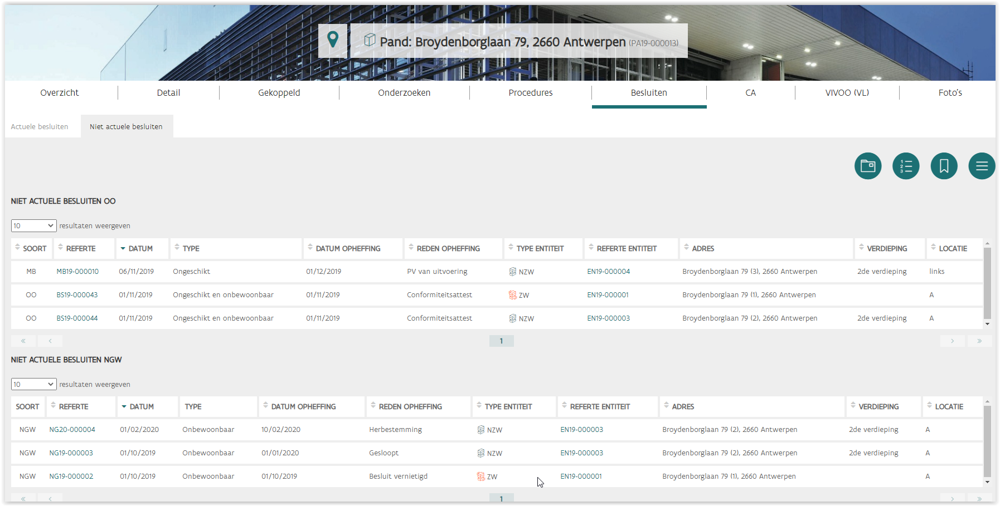 Pand: Broydenborglaan 79, 2660 Antwerpen (PA19-000013)
Overzicht Detail Gekoppeld Onderzoeken Procedures Besluiten CA VIVOO (VL) Foto's
Actuele besluiten Niet actuele besluiten
1
2
3
NIET ACTUELE BESLUITEN OO
10 resultaten weergeven
SOORT REFERTE DATUM TYPE DATUM OPHEFFING REDEN OPHEFFING TYPE ENTITEIT REFERTE ENTITEIT ADRES VERDIEPING LOCATIE
MB MB19-000010 06/11/2019 Ongeschikt 01/12/2019 PV van uitvoering NZW EN19-000004 Broydenborglaan 79 (3), 2660 Antwerpen 2de verdieping links
OO BS19-000043 01/11/2019 Ongeschikt en onbewoonbaar 01/11/2019 Conformiteitsattest ZW EN19-000001 Broydenborglaan 79 (1), 2660 Antwerpen A
OO BS19-000044 01/11/2019 Ongeschikt en onbewoonbaar 01/11/2019 Conformiteitsattest NZW EN19-000003 Broydenborglaan 79 (2), 2660 Antwerpen 2de verdieping A
« ‹ 1 › »
NIET ACTUELE BESLUITEN NGW
10 resultaten weergeven
SOORT REFERTE DATUM TYPE DATUM OPHEFFING REDEN OPHEFFING TYPE ENTITEIT REFERTE ENTITEIT ADRES VERDIEPING LOCATIE
NGW NG20-000004 01/02/2020 Onbewoonbaar 10/02/2020 Herbestemming NZW EN19-000003 Broydenborglaan 79 (2), 2660 Antwerpen 2de verdieping A
NGW NG19-000003 01/10/2019 Onbewoonbaar 01/01/2020 Gesloopt NZW EN19-000003 Broydenborglaan 79 (2), 2660 Antwerpen 2de verdieping A
NGW NG19-000002 01/10/2019 Onbewoonbaar 01/10/2019 Besluit vernietigd ZW EN19-000001 Broydenborglaan 79 (1), 2660 Antwerpen A
« ‹ 1 › »